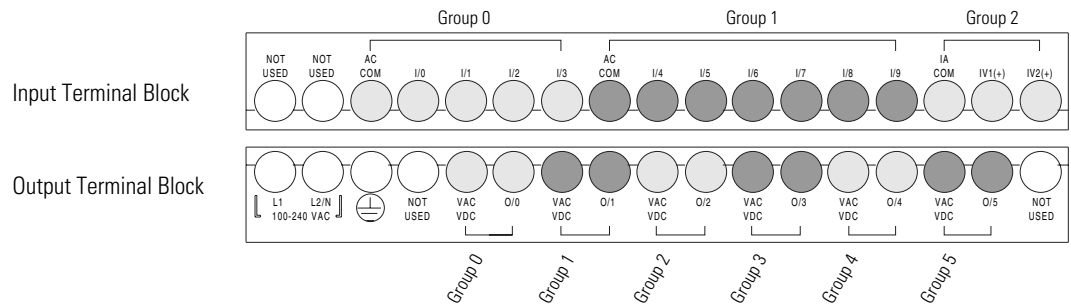 Group 0 Group 1 Group 2
NOT USED NOT USED AC COM I/0 I/1 I/2 I/3 AC COM I/4 I/5 I/6 I/7 I/8 I/9 IA COM IV1(+) IV2(+)
Input Terminal Block
Output Terminal Block
L1 L2/N NOT USED VAC VDC O/0 VAC VDC O/1 VAC VDC O/2 VAC VDC O/3 VAC VDC O/4 VAC VDC O/5 NOT USED
100-240 VAC
Group 0 Group 1 Group 2 Group 3 Group 4 Group 5